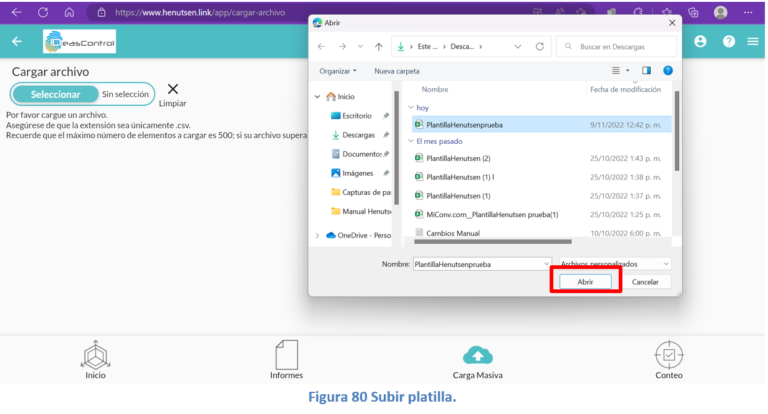 https://www.henutsen.link/app/cargar-archivo
BeasControl
Cargar archivo
Seleccionar
Sin selección
Limpiar
Por favor cargue un archivo.
Asegúrese de que la extensión sea únicamente .csv.
Recuerde que el máximo número de elementos a cargar es 500; si su archivo supera
Abrir
Este ...
Desca...
Buscar en Descargas
Organizar
Nueva carpeta
Inicio
Escritorio
Descargas
Documentos
Imágenes
Capturas de pa
Manual Henuts
OneDrive - Perso
Nombre
Fecha de modificación
hoy
PlantillaHenutsenprueba
9/11/2022 12:42 p. m.
El mes pasado
PlantillaHenutsen (2)
25/10/2022 1:43 p. m.
PlantillaHenutsen (1) l
25/10/2022 1:38 p. m.
PlantillaHenutsen (1)
25/10/2022 1:37 p. m.
MiConv.com__PlantillaHenutsen prueba(1)
25/10/2022 1:25 p. m.
Cambios Manual
10/10/2022 6:00 p. m.
Nombre:
PlantillaHenutsenprueba
Archivos personalizados
Abrir
Cancelar
Inicio
Informes
Carga Masiva
Conteo
Figura 80 Subir platilla.